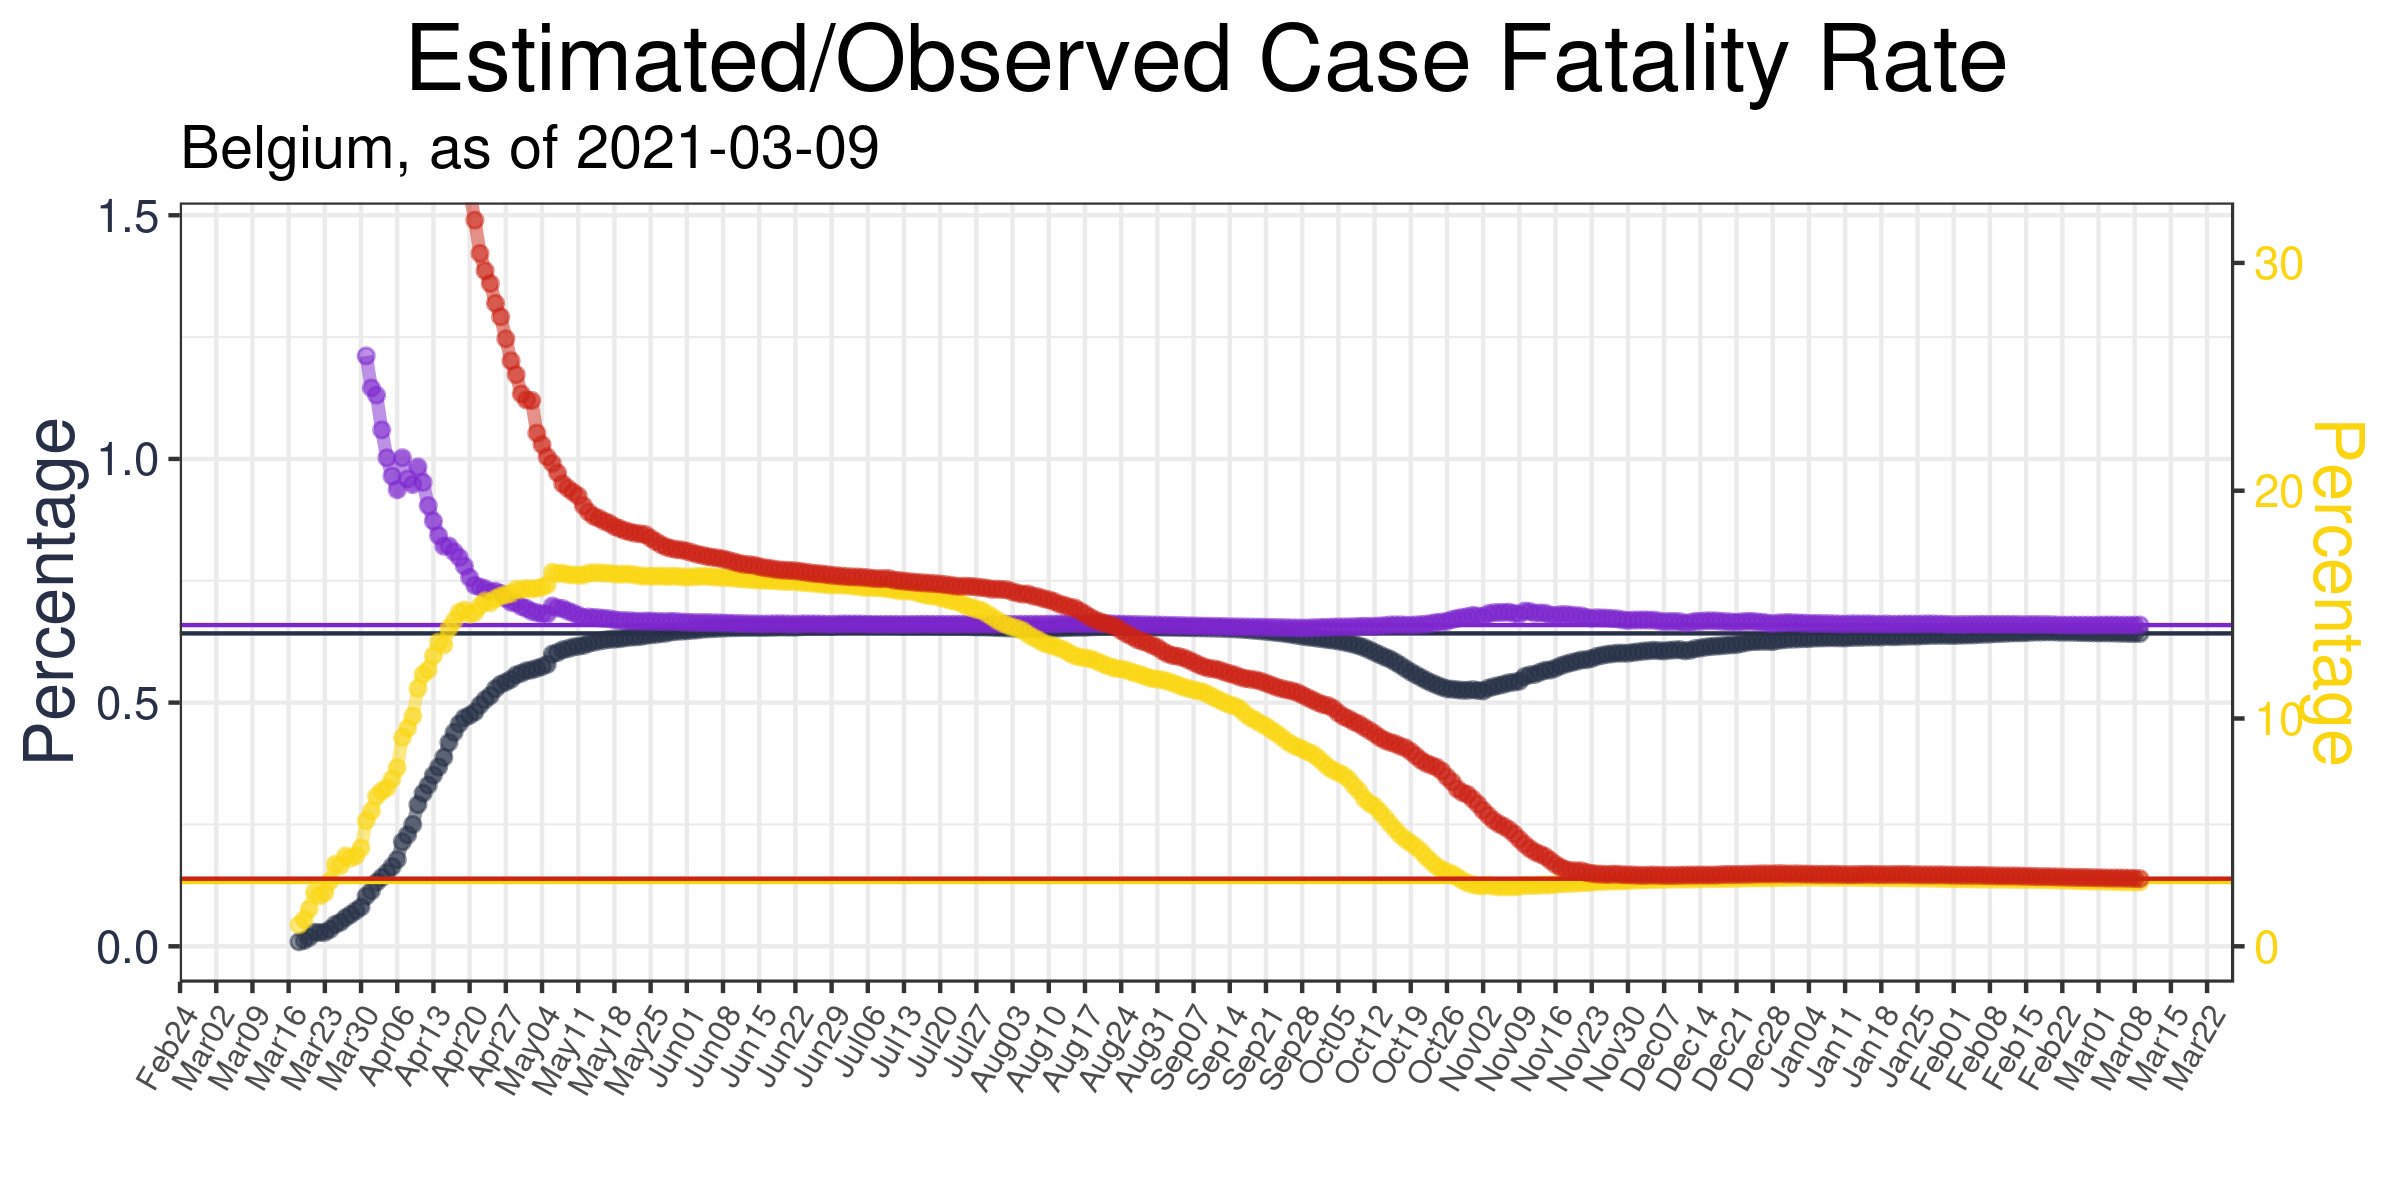 Estimated/Observed Case Fatality Rate
Belgium, as of 2021-03-09
Percentage
1.5
1.0
0.5
0.0
30
20
10
0
Percentage
Feb24
Mar02
Mar09
Mar16
Mar23
Mar30
Apr06
Apr13
Apr20
Apr27
May04
May11
May18
May25
Jun01
Jun08
Jun15
Jun22
Jun29
Jul06
Jul13
Jul20
Jul27
Aug03
Aug10
Aug17
Aug24
Aug31
Sep07
Sep14
Sep21
Sep28
Oct05
Oct12
Oct19
Oct26
Nov02
Nov09
Nov16
Nov23
Nov30
Dec07
Dec14
Dec21
Dec28
Jan04
Jan11
Jan18
Jan25
Feb01
Feb08
Feb15
Feb22
Mar01
Mar08
Mar15
Mar22